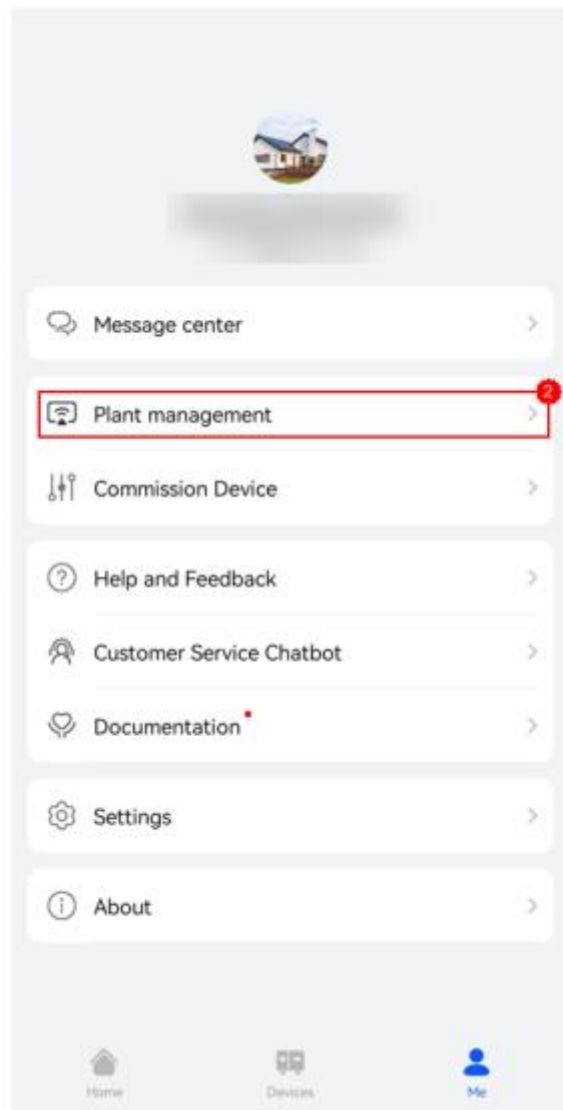 Message center
2
Plant management
Commission Device
Help and Feedback
Customer Service Chatbot
Documentation
Settings
About
Home
Devices
Me